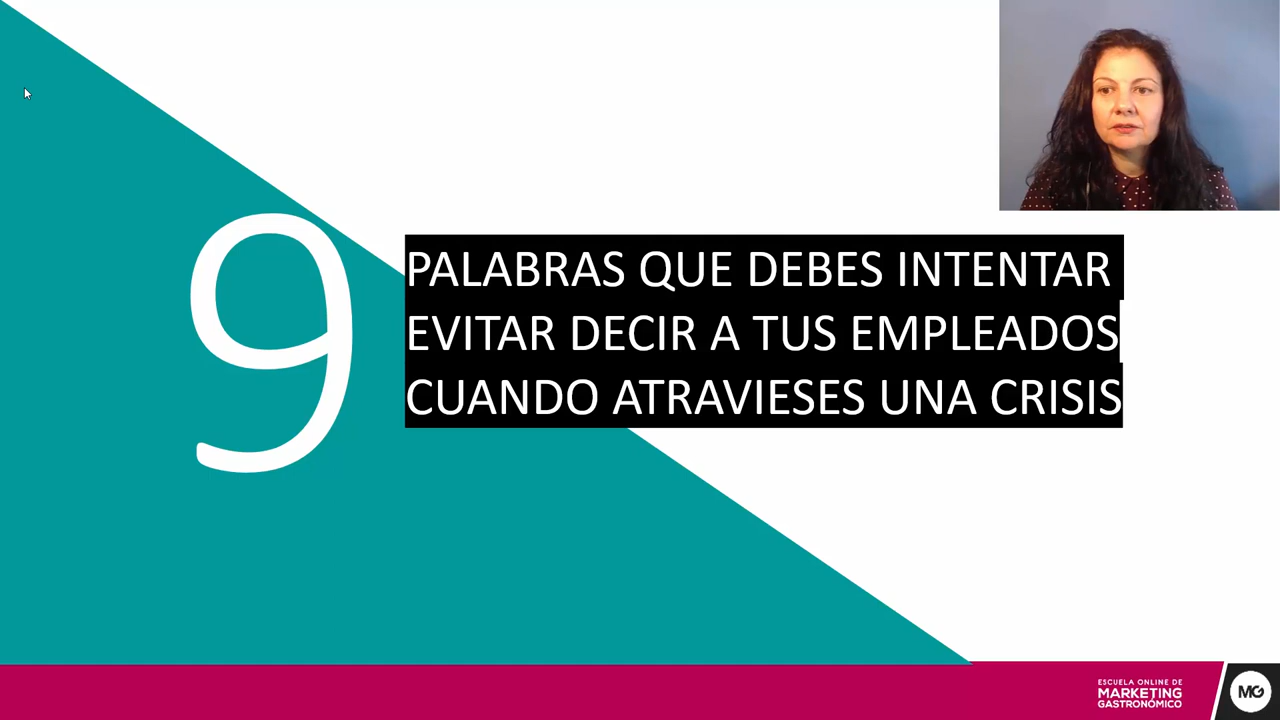 9
PALABRAS QUE DEBES INTENTAR
EVITAR DECIR A TUS EMPLEADOS
CUANDO ATRAVIESES UNA CRISIS
ESCUELA ONLINE DE
MARKETING
GASTRONÓMICO
MG